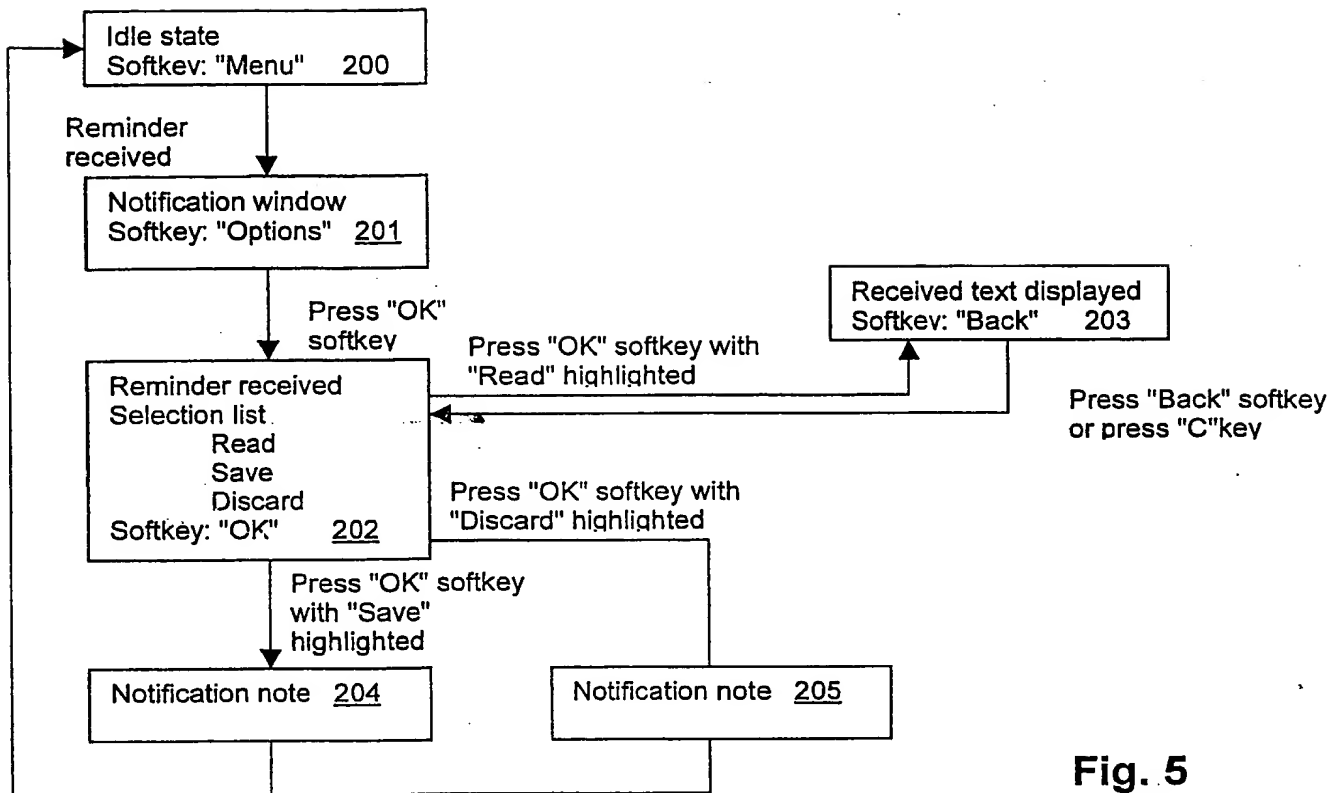 Idle state
Softkey: "Menu" 200
Reminder
received
Notification window
Softkey: "Options" 201
Press "OK"
softkey
Received text displayed
Softkey: "Back" 203
Press "OK" softkey with
"Read" highlighted
Reminder received
Selection list
Read
Save
Discard
Softkey: "OK" 202
Press "Back" softkey
or press "C"key
Press "OK" softkey with
"Discard" highlighted
Press "OK" softkey
with "Save"
highlighted
Notification note 204
Notification note 205
Fig. 5